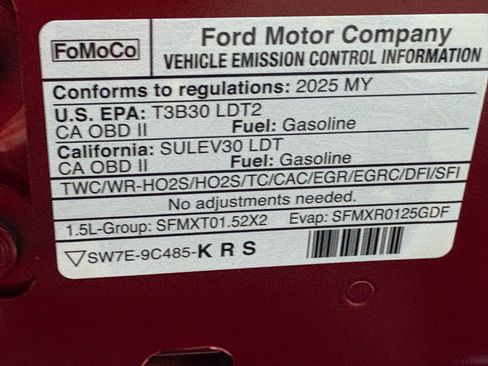 FoMoCo
Ford Motor Company
VEHICLE EMISSION CONTROL INFORMATION
Conforms to regulations: 2025 MY
U.S. EPA: T3B30 LDT2
CA OBD II Fuel: Gasoline
California: SULEV30 LDT
CA OBD II Fuel: Gasoline
TWC/WR-HO2S/HO2S/TC/CAC/EGR/EGRC/DFI/SFI
No adjustments needed.
1.5L-Group: SFMXT01.52X2 Evap: SFMXR0125GDF
SW7E-9C485-K R S